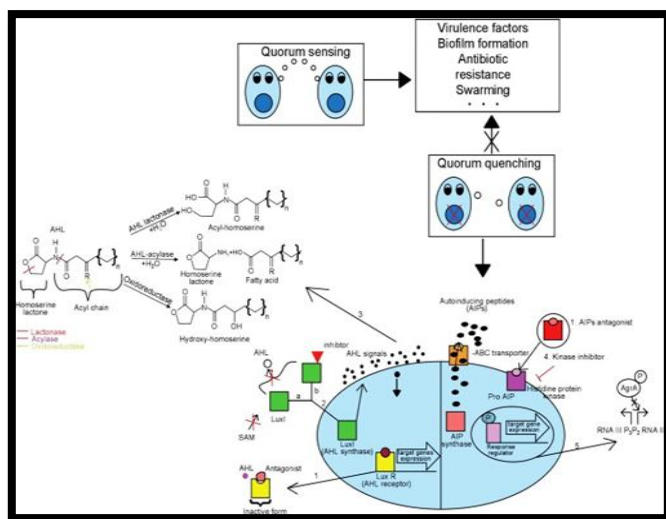 Quorum sensing
Virulence factors
Biofilm formation
Antibiotic
resistance
Swarming
. . .
Quorum quenching
AHL
Homoserine
lactone
Acyl chain
Lactonase
Acylase
Oxidoreductase
AHL lactonase
+H₂O
Acyl-homoserine
AHL-acylase
+H₂O
Homoserine
lactone
Fatty acid
Oxidoreductase
Hydroxy-homoserine
3
Autoinducing peptides
(AIPs)
1. AIPs antagonist
ABC transporter
4. Kinase inhibitor
Pro AIP
Histidine protein
kinase
AHL
inhibitor
AHL signals
b
a
2
LuxI
SAM
LuxI
(AHL synthase)
target genes
expression
Lux R
(AHL receptor)
1
AHL
Antagonist
Inactive form
AIP
synthase
P
target gene
expression
Response
regulator
5
P
AgrA
RNA III P₃P₂ RNA II